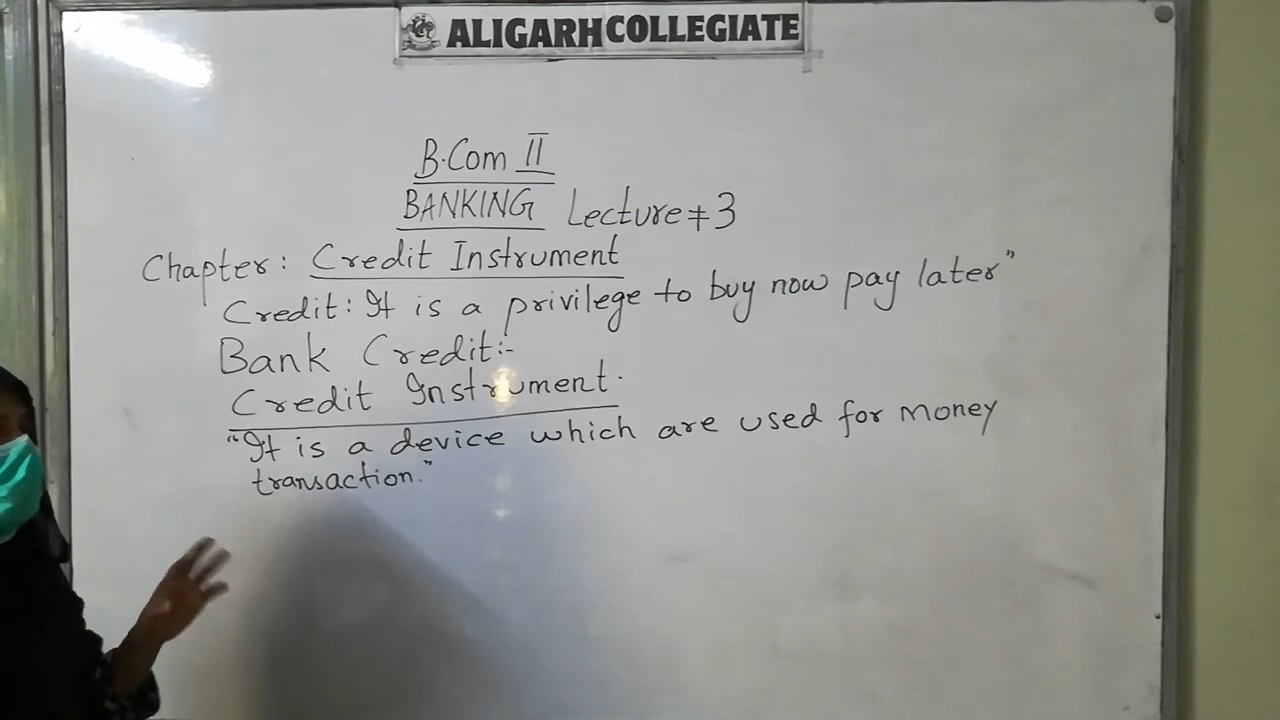 ALIGARH COLLEGIATE
B.Com II
BANKING Lecture # 3
Chapter: Credit Instrument
Credit: It is a privilege to buy now pay later"
Bank Credit:-
Credit Instrument.
"It is a device which are used for money
transaction."